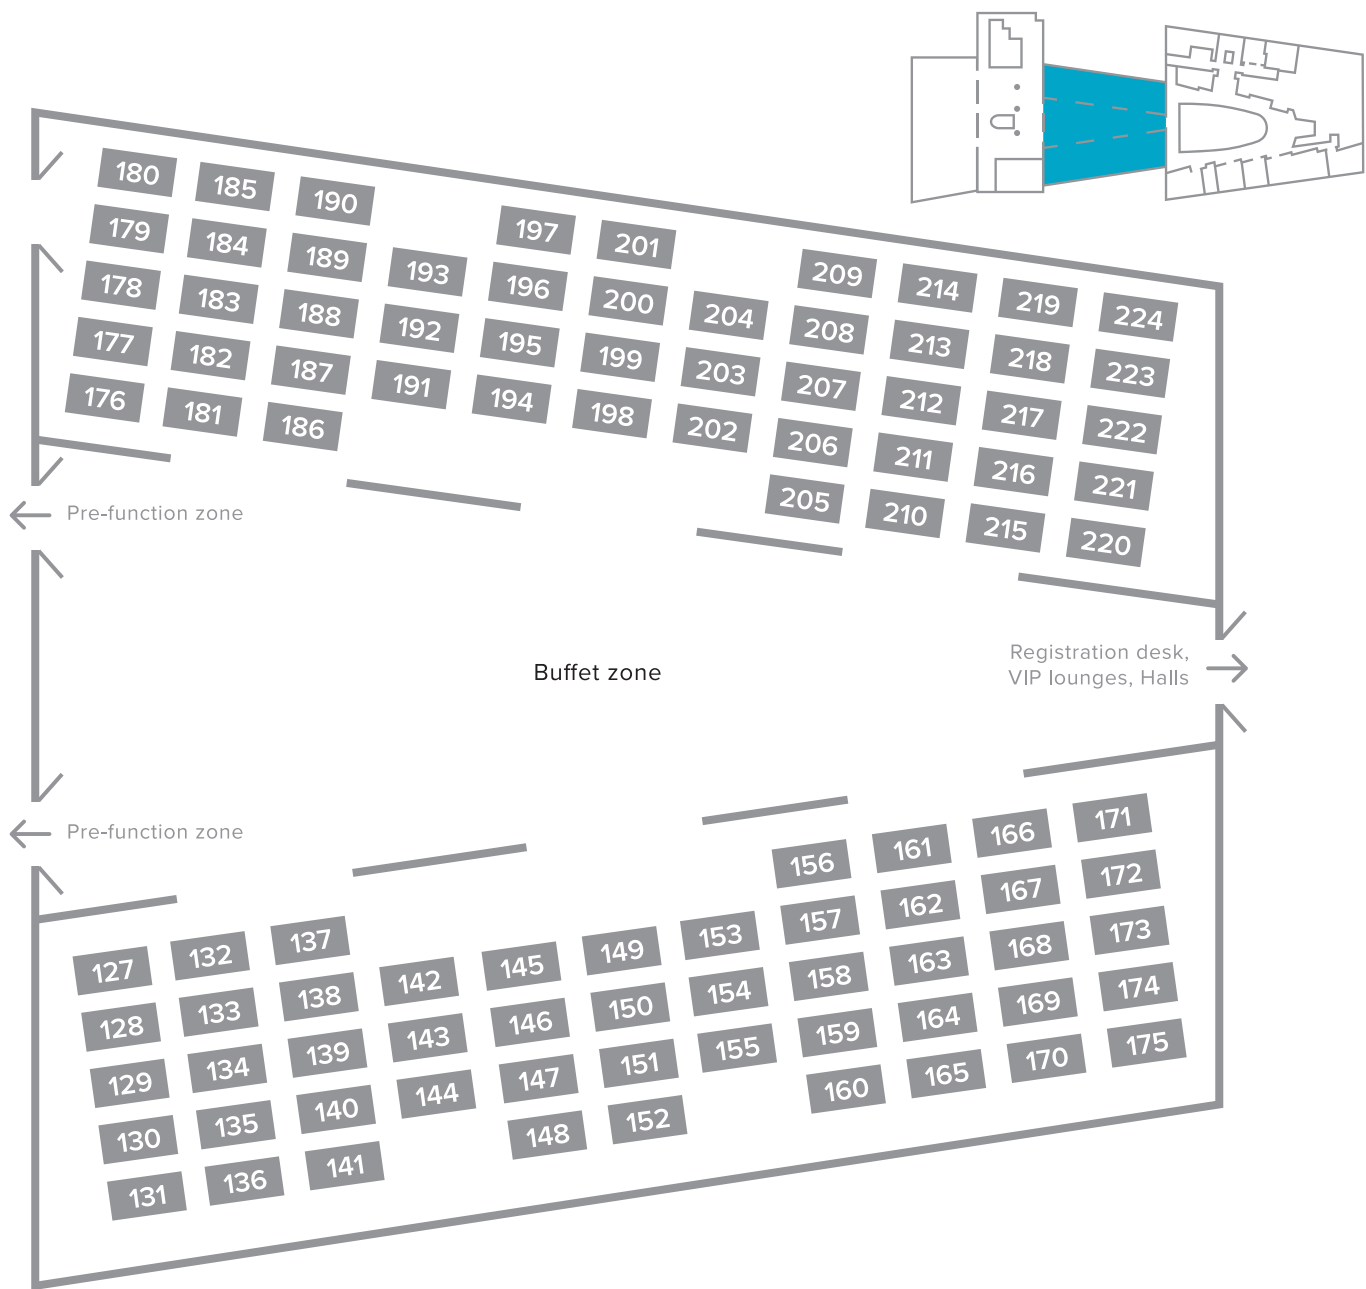 180 185 190
197 201
179 184 189 193
209 214 219 224
178 183 188 192 196 200 204
208 213 218 223
177 182 187 191 195 199 203
207 212 217 222
176 181 186 194 198 202
206 211 216 221
205 210 215 220
Pre-function zone
Registration desk,
VIP lounges, Halls
Buffet zone
Pre-function zone
156 161 166 171
127 132 137 142 145 149 153
157 162 167 172
128 133 138 143 146 150 154
158 163 168 173
129 134 139 144 147 151 155
159 164 169 174
130 135 140 148 152
160 165 170 175
131 136 141